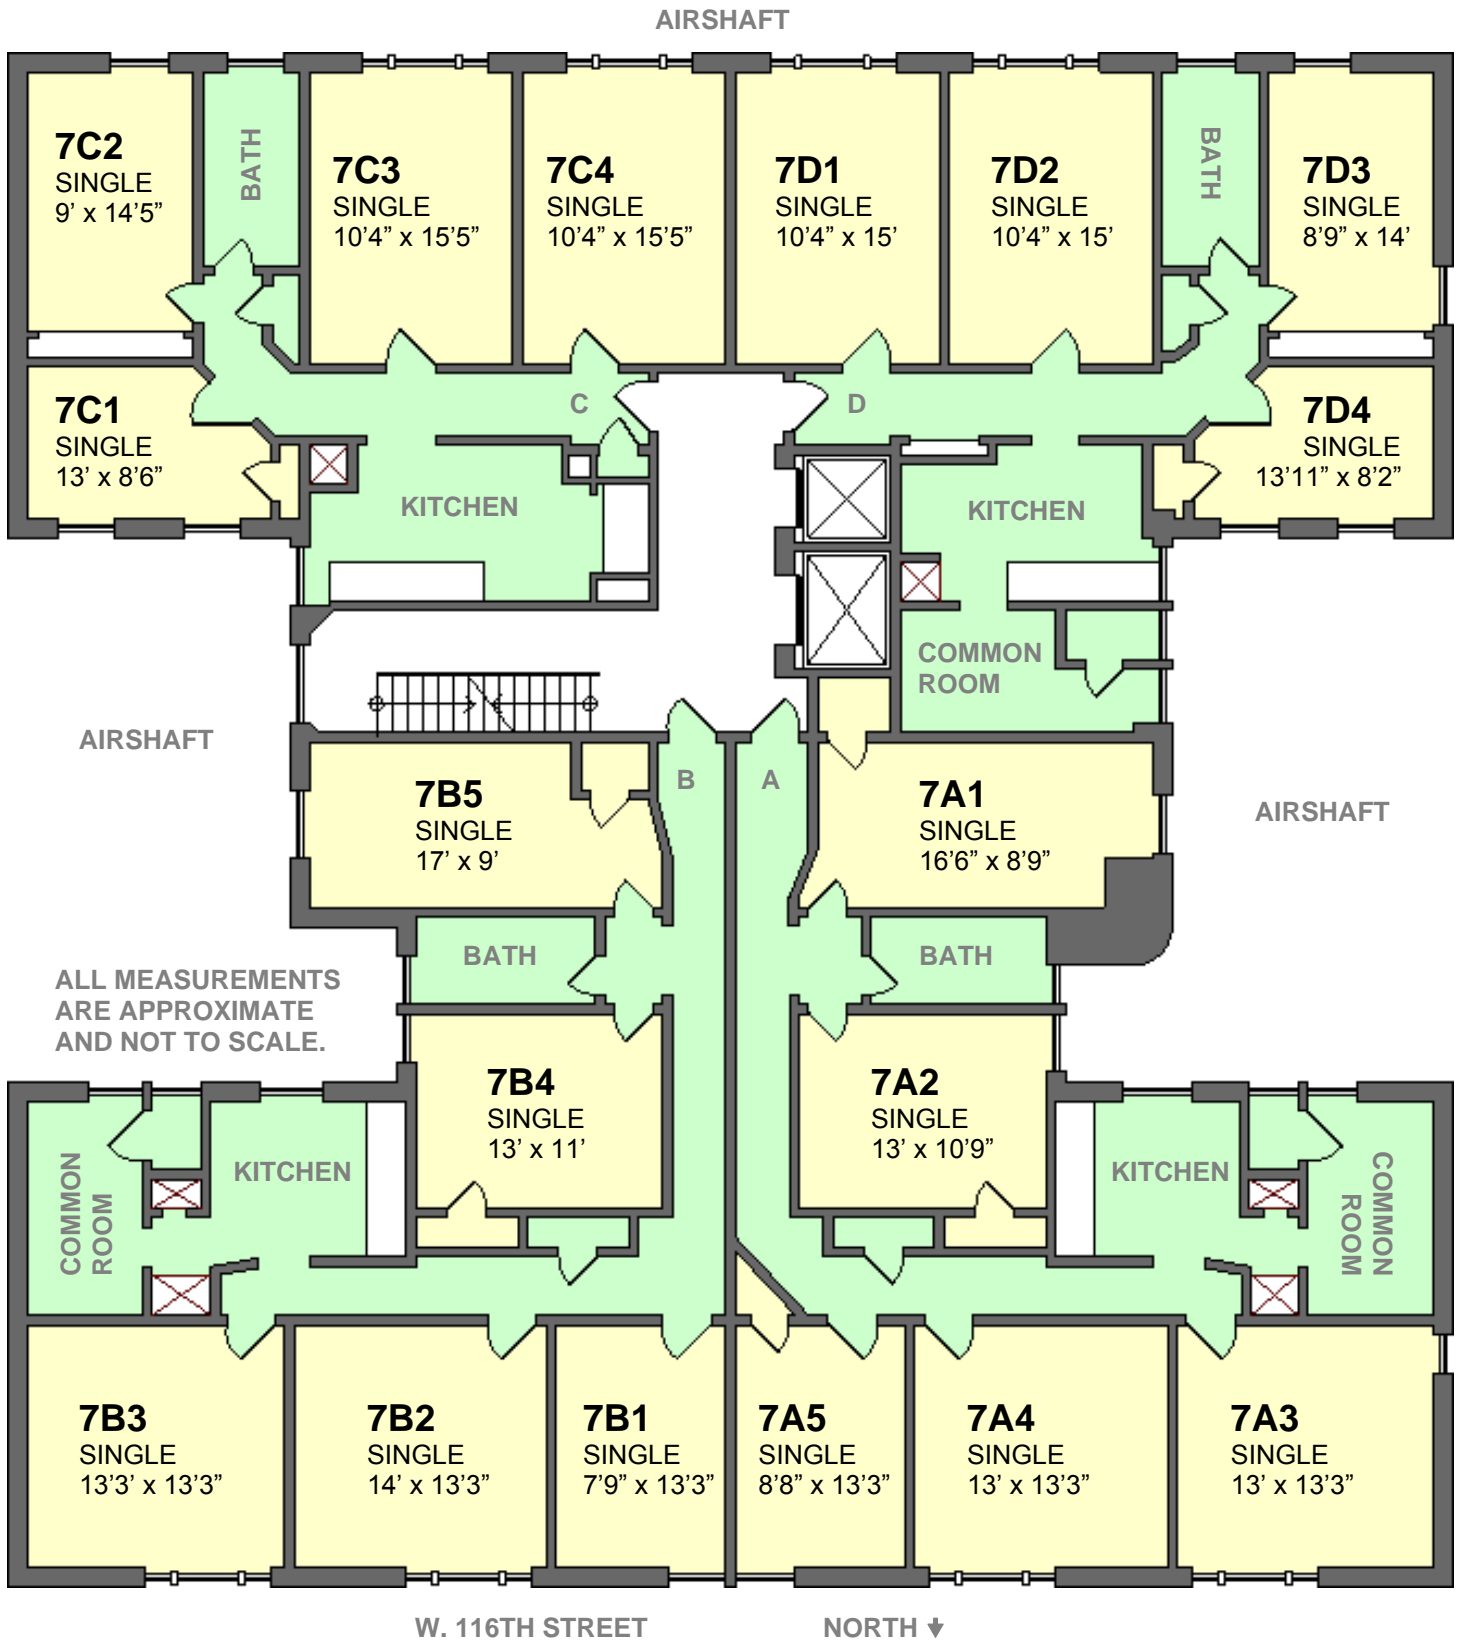 AIRSHAFT
7C2
SINGLE
9’ x 14’5”
BATH
7C3
SINGLE
10’4” x 15’5”
7C4
SINGLE
10’4” x 15’5”
7D1
SINGLE
10’4” x 15’
7D2
SINGLE
10’4” x 15’
BATH
7D3
SINGLE
8’9” x 14’
7C1
SINGLE
13’ x 8’6”
C
D
7D4
SINGLE
13’11” x 8’2”
KITCHEN
KITCHEN
COMMON
ROOM
AIRSHAFT
7B5
SINGLE
17’ x 9’
B
A
7A1
SINGLE
16’6” x 8’9”
AIRSHAFT
BATH
BATH
ALL MEASUREMENTS
ARE APPROXIMATE
AND NOT TO SCALE.
7B4
SINGLE
13’ x 11’
7A2
SINGLE
13’ x 10’9”
COMMON
ROOM
KITCHEN
KITCHEN
COMMON
ROOM
7B3
SINGLE
13’3’ x 13’3”
7B2
SINGLE
14’ x 13’3”
7B1
SINGLE
7’9” x 13’3”
7A5
SINGLE
8’8” x 13’3”
7A4
SINGLE
13’ x 13’3”
7A3
SINGLE
13’ x 13’3”
W. 116TH STREET
NORTH